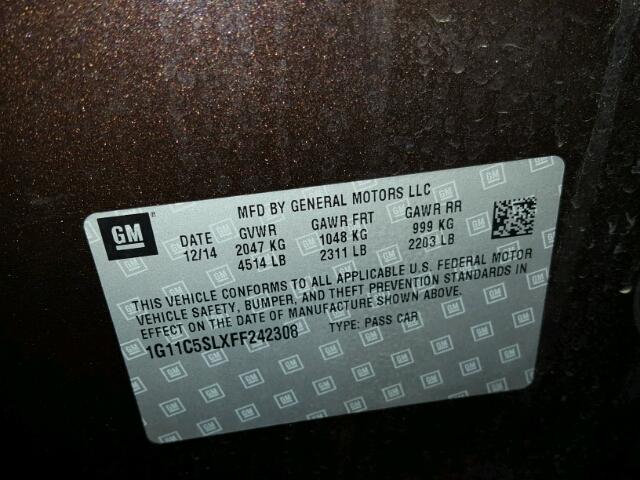 MFD BY GENERAL MOTORS LLC
GM DATE GVWR GAWR FRT GAWR RR
12/14 2047 KG 1048 KG 999 KG
4514 LB 2311 LB 2203 LB
THIS VEHICLE CONFORMS TO ALL APPLICABLE U.S. FEDERAL MOTOR
VEHICLE SAFETY, BUMPER, AND THEFT PREVENTION STANDARDS IN
EFFECT ON THE DATE OF MANUFACTURE SHOWN ABOVE.
1G11C5SLXFF242308 TYPE: PASS CAR